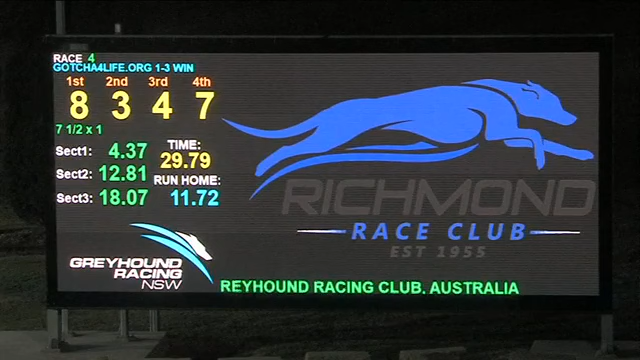 RACE 4
GOTCHA4LIFE.ORG 1-3 WIN
1st 2nd 3rd 4th
8 3 4 7
7 1/2 x 1
Sect1: 4.37
Sect2: 12.81
Sect3: 18.07
TIME:
29.79
RUN HOME:
11.72
RICHMOND
RACE CLUB
EST 1955
GREYHOUND
RACING
NSW
REYHOUND RACING CLUB, AUSTRALIA